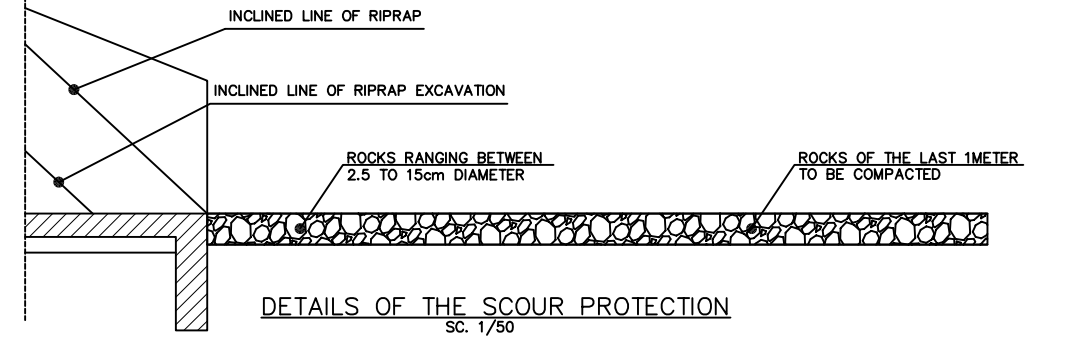 INCLINED LINE OF RIPRAP
INCLINED LINE OF RIPRAP EXCAVATION
ROCKS RANGING BETWEEN
2.5 TO 15cm DIAMETER
ROCKS OF THE LAST 1METER
TO BE COMPACTED
DETAILS OF THE SCOUR PROTECTION
SC. 1/50